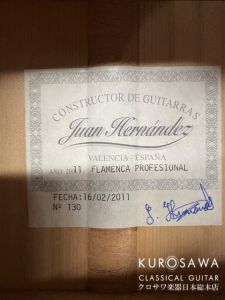 CONSTRUCTOR DE GUITARRAS
Juan Hernández
VALENCIA - ESPAÑA
AÑO 2011 FLAMENCA PROFESIONAL
FECHA:16/02/2011
Nº 130
KUROSAWA
CLASSICAL GUITAR
クロサワ楽器日本総本店